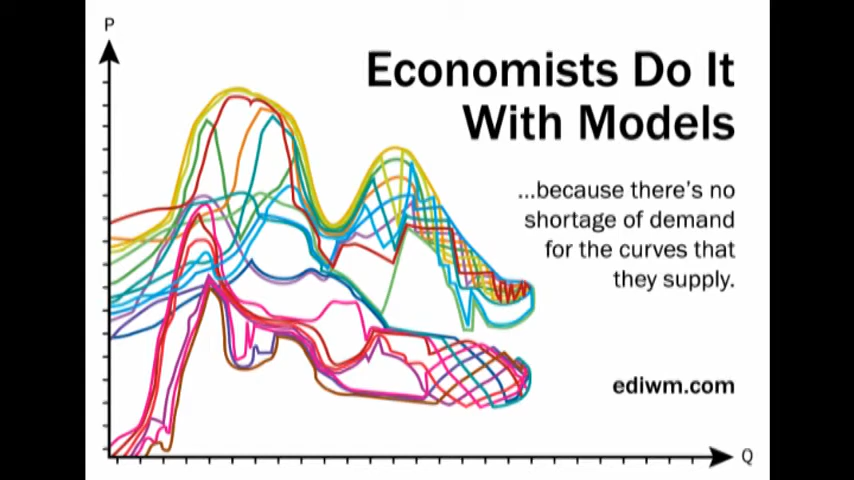 P
Economists Do It
With Models
...because there's no
shortage of demand
for the curves that
they supply.
ediwm.com
Q